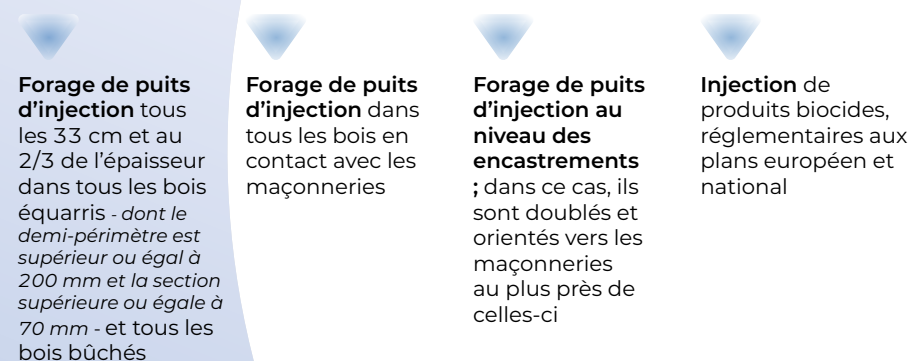 Forage de puits
d’injection tous
les 33 cm et au
2/3 de l’épaisseur
dans tous les bois
équarris - dont le
demi-périmètre est
supérieur ou égal à
200 mm et la section
supérieure ou égale à
70 mm - et tous les
bois bûchés
Forage de puits
d’injection dans
tous les bois en
contact avec les
maçonneries
Forage de puits
d’injection au
niveau des
encastrements
; dans ce cas, ils
sont doublés et
orientés vers les
maçonneries
au plus près de
celles-ci
Injection de
produits biocides,
réglementaires aux
plans européen et
national